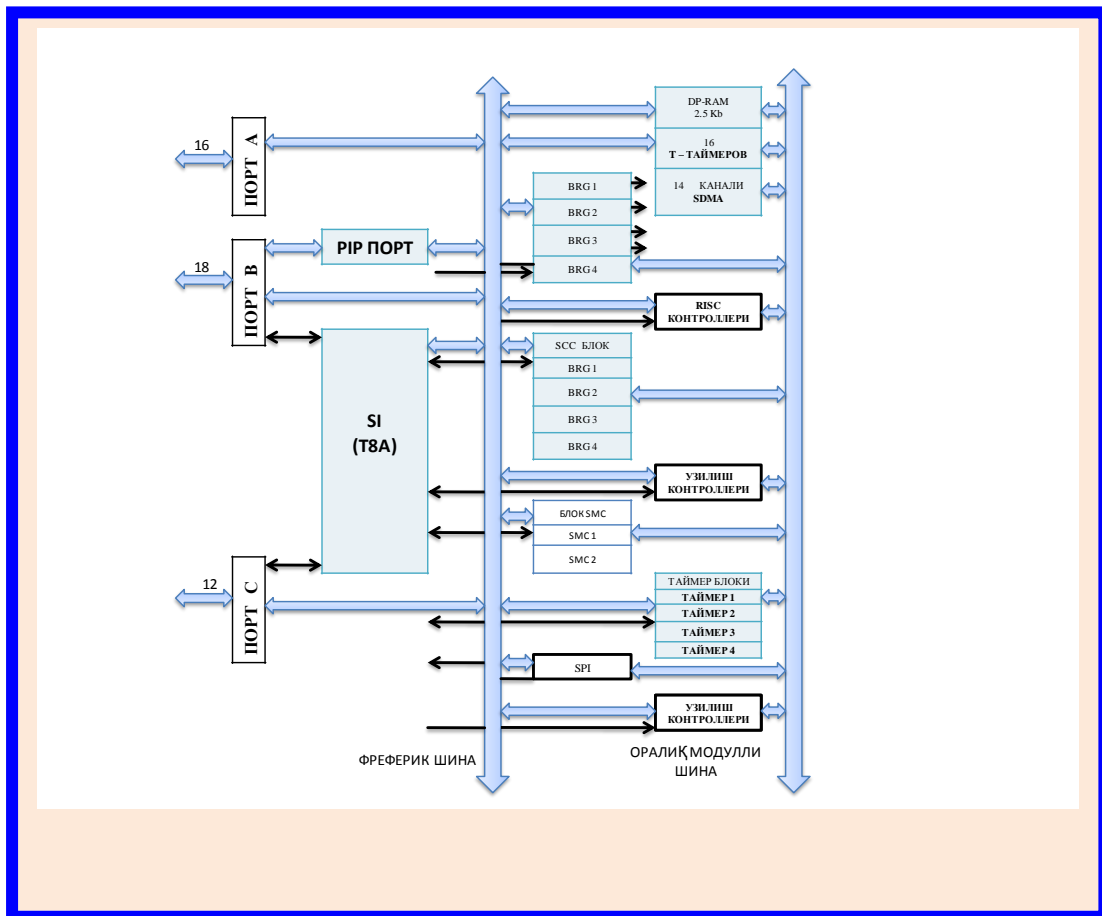 DP-RAM
2.5 Kb
16
Т – ТАЙМЕРОВ
14 КАНАЛИ
SDMA
16
ПОРТ А
BRG 1
BRG 2
BRG 3
BRG 4
18
ПОРТ В
PIP ПОРТ
RISC
КОНТРОЛЛЕРИ
SI
(T8A)
SCC БЛОК
BRG 1
BRG 2
BRG 3
BRG 4
УЗИЛИШ
КОНТРОЛЛЕРИ
БЛОК SMC
SMC 1
SMC 2
12
ПОРТ С
ТАЙМЕР БЛОКИ
ТАЙМЕР 1
ТАЙМЕР 2
ТАЙМЕР 3
ТАЙМЕР 4
SPI
УЗИЛИШ
КОНТРОЛЛЕРИ
ФРЕФЕРИК ШИНА
ОРАЛИҚ МОДУЛЛИ
ШИНА